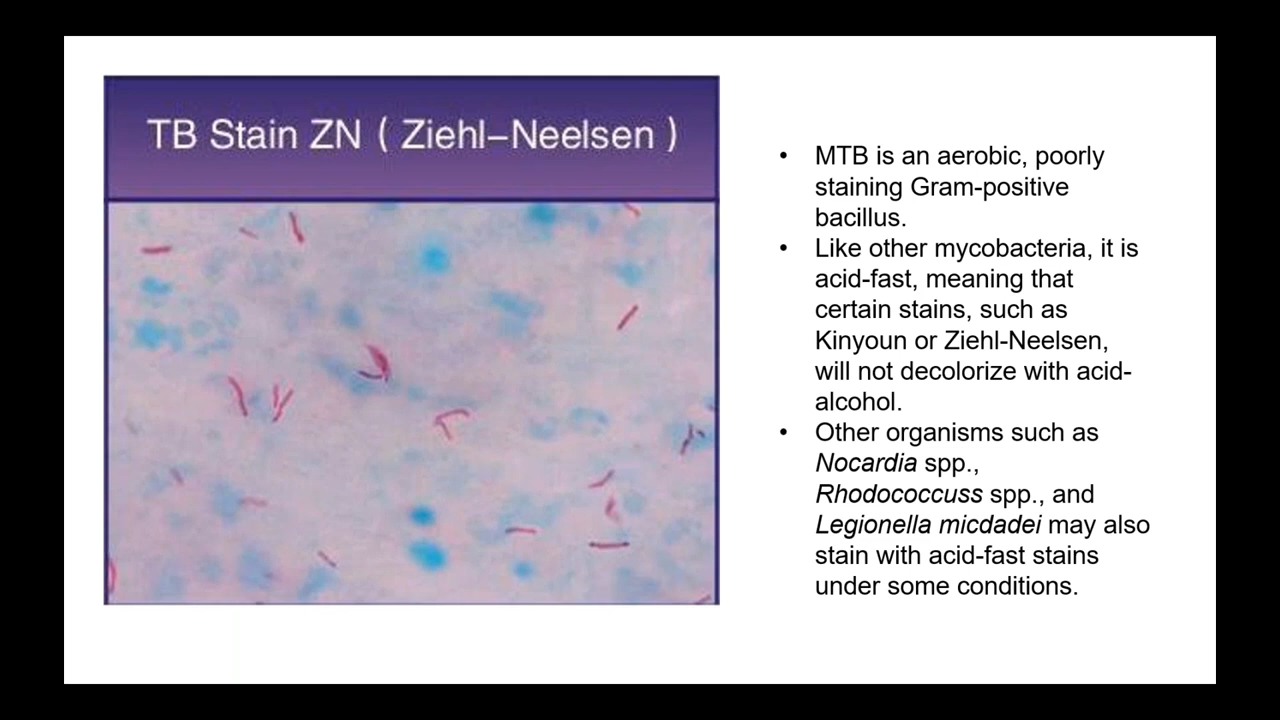 TB Stain ZN ( Ziehl–Neelsen )
• MTB is an aerobic, poorly
staining Gram-positive
bacillus.
• Like other mycobacteria, it is
acid-fast, meaning that
certain stains, such as
Kinyoun or Ziehl-Neelsen,
will not decolorize with acid-
alcohol.
• Other organisms such as
Nocardia spp.,
Rhodococcuss spp., and
Legionella micdadei may also
stain with acid-fast stains
under some conditions.